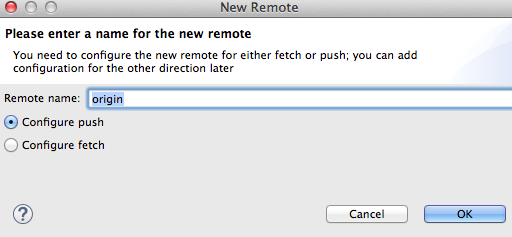 New Remote
Please enter a name for the new remote
You need to configure the new remote for either fetch or push; you can add
configuration for the other direction later
Remote name: origin
Configure push
Configure fetch
? Cancel OK